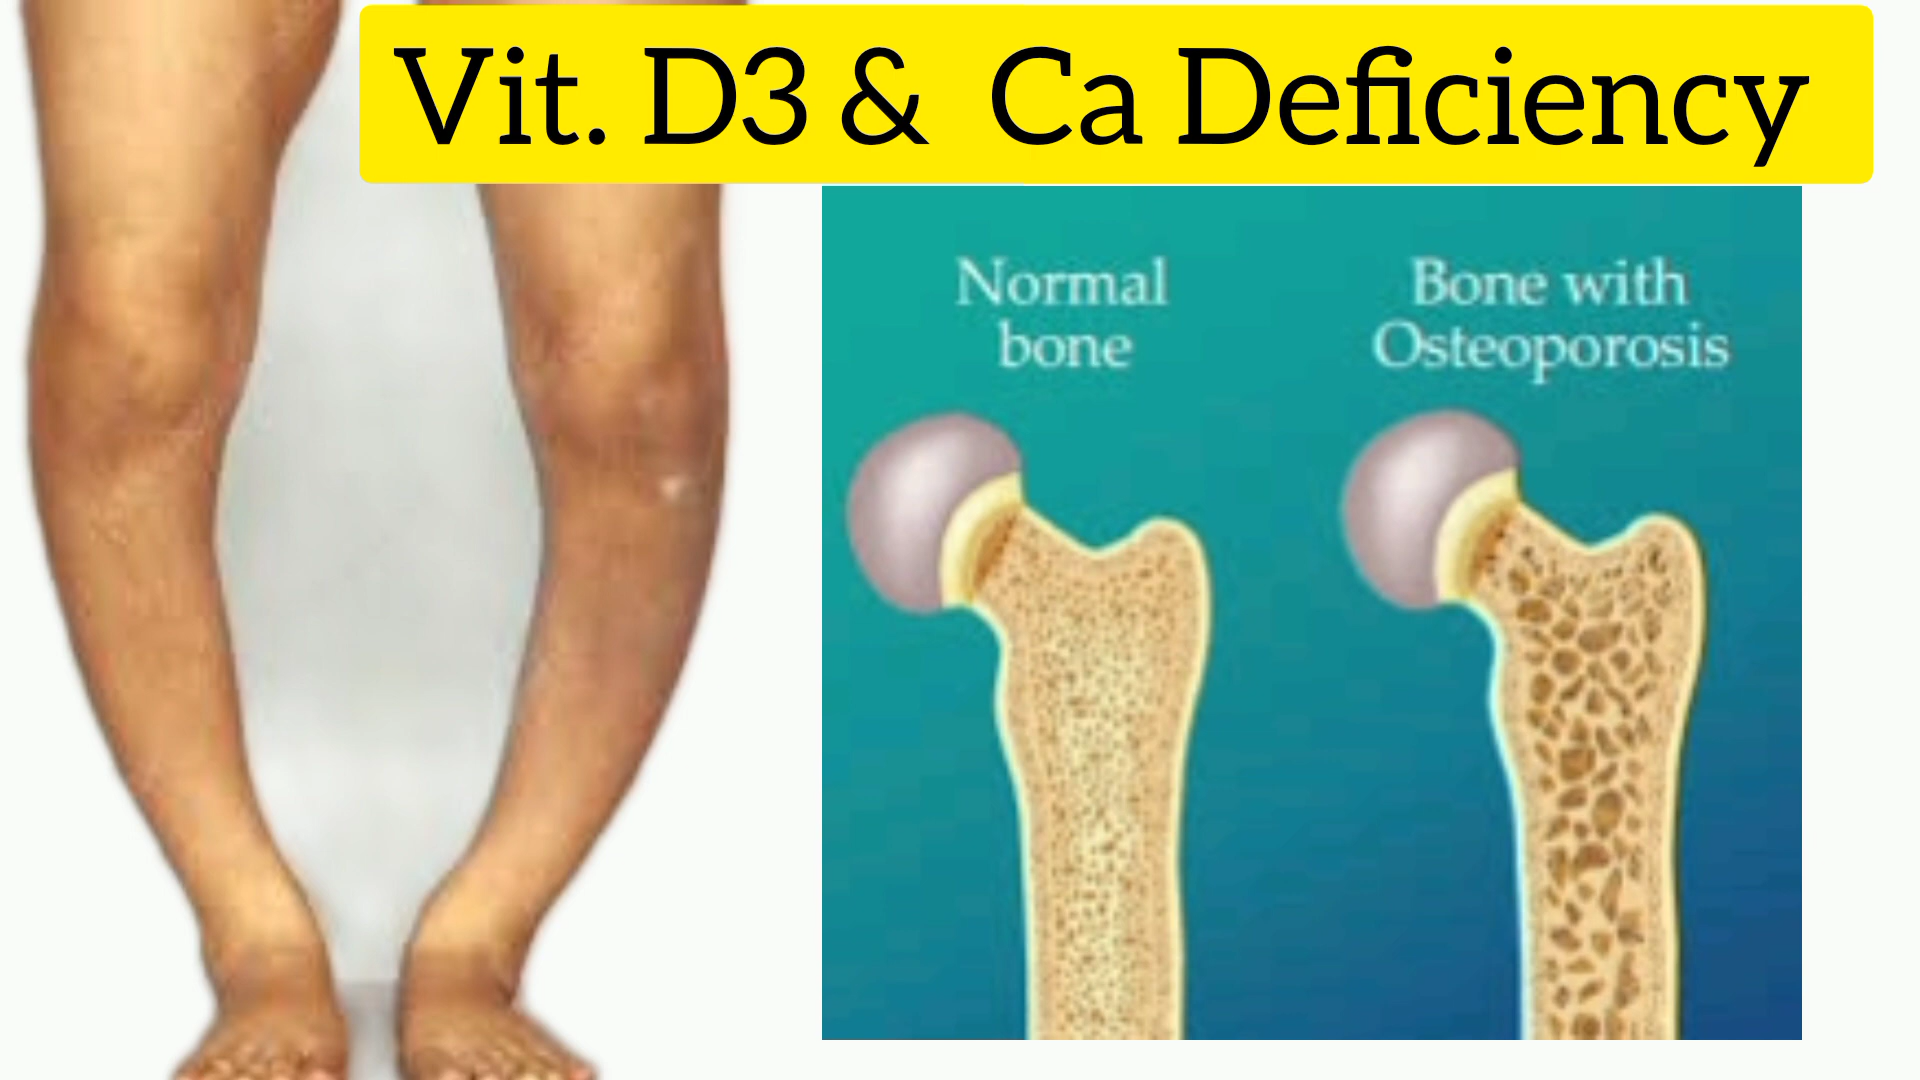 Vit. D3 & Ca Deficiency
Normal
bone
Bone with
Osteoporosis